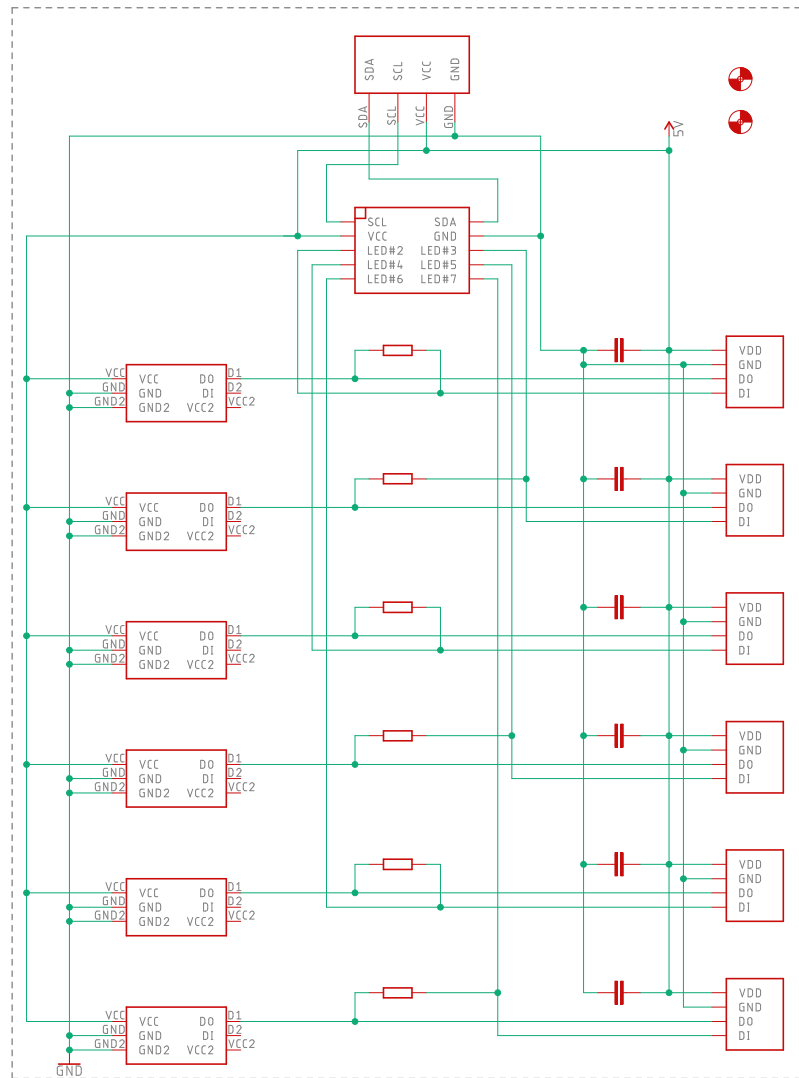 SDA SCL VCC GND
SDA SCL VCC GND
5V
SCL SDA
VCC GND
LED#2 LED#3
LED#4 LED#5
LED#6 LED#7
VCC VCC DO D1 VDD
GND GND DI D2 GND
GND2 GND2 VCC2 VCC2 DO
DI
VCC VCC DO D1 VDD
GND GND DI D2 GND
GND2 GND2 VCC2 VCC2 DO
DI
VCC VCC DO D1 VDD
GND GND DI D2 GND
GND2 GND2 VCC2 VCC2 DO
DI
VCC VCC DO D1 VDD
GND GND DI D2 GND
GND2 GND2 VCC2 VCC2 DO
DI
VCC VCC DO D1 VDD
GND GND DI D2 GND
GND2 GND2 VCC2 VCC2 DO
DI
VCC VCC DO D1 VDD
GND GND DI D2 GND
GND2 GND2 VCC2 VCC2 DO
DI
GND